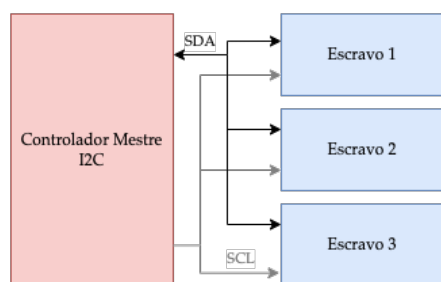 SDA
Escravo 1
Controlador Mestre
I2C
Escravo 2
Escravo 3
SCL